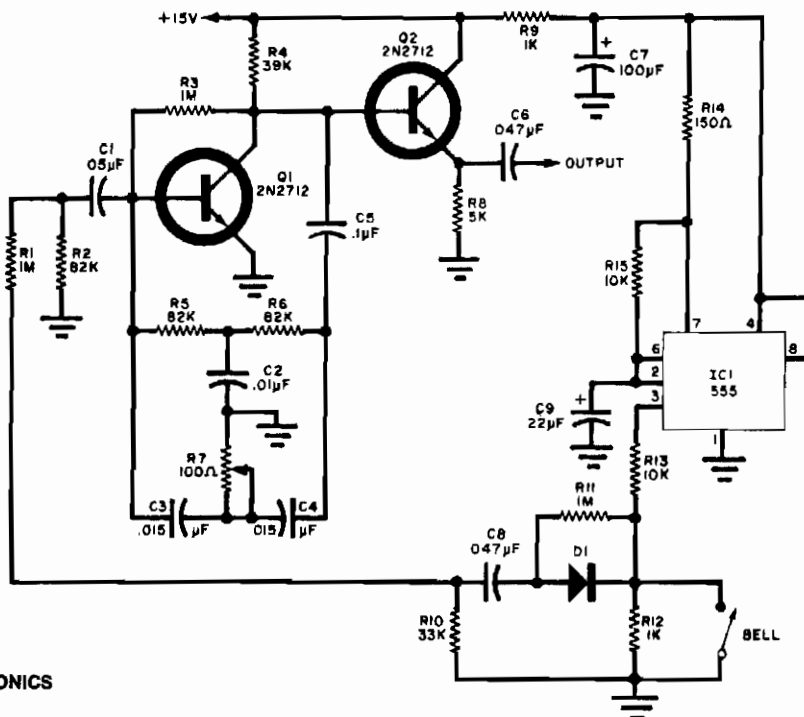 +15V
R9
1K
Q2
2N2712
C7
100µF
+
R4
39K
R3
1M
R14
150Ω
C6
.047µF
OUTPUT
C1
.05µF
Q1
2N2712
R8
5K
C5
.1µF
R1
1M
R2
82K
R15
10K
R5
82K
R6
82K
7
4
6
2
3
8
1
IC1
555
C2
.01µF
+
C9
22µF
R7
100Ω
R13
10K
R11
1M
C3
.015 µF
C4
.015 µF
C8
.047µF
D1
R10
33K
R12
1K
BELL
ONICS